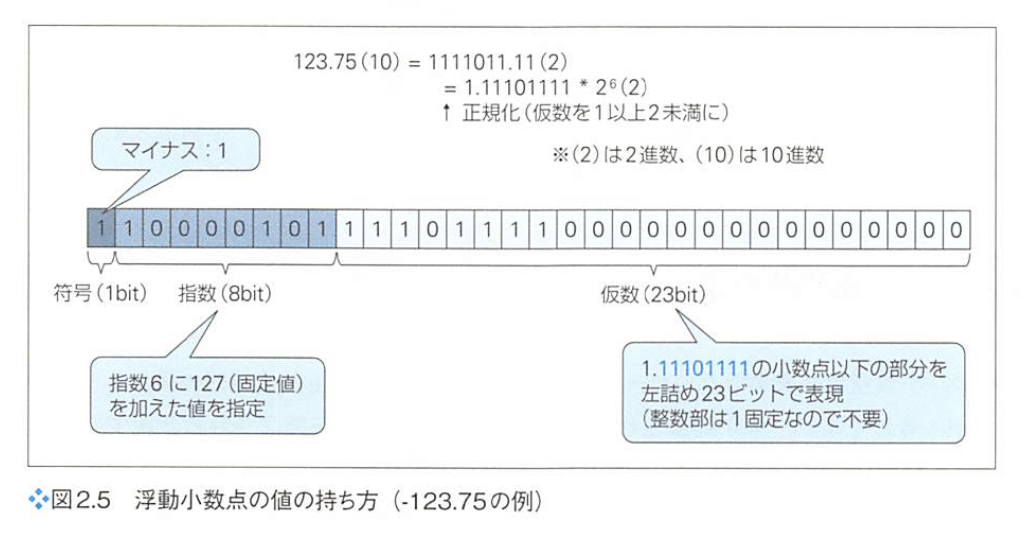 123.75(10) = 1111011.11(2)
= 1.11101111 * 2⁶(2)
↑ 正規化(仮数を1以上2未満に)
マイナス:1
※(2)は2進数、(10)は10進数
1 1 0 0 0 0 1 0 1 1 1 1 0 1 1 1 1 0 0 0 0 0 0 0 0 0 0 0 0 0 0 0
符号(1bit) 指数(8bit) 仮数(23bit)
指数6に127(固定値)
を加えた値を指定
1.11101111の小数点以下の部分を
左詰め23ビットで表現
(整数部は1固定なので不要)
図2.5 浮動小数点の値の持ち方(-123.75の例)